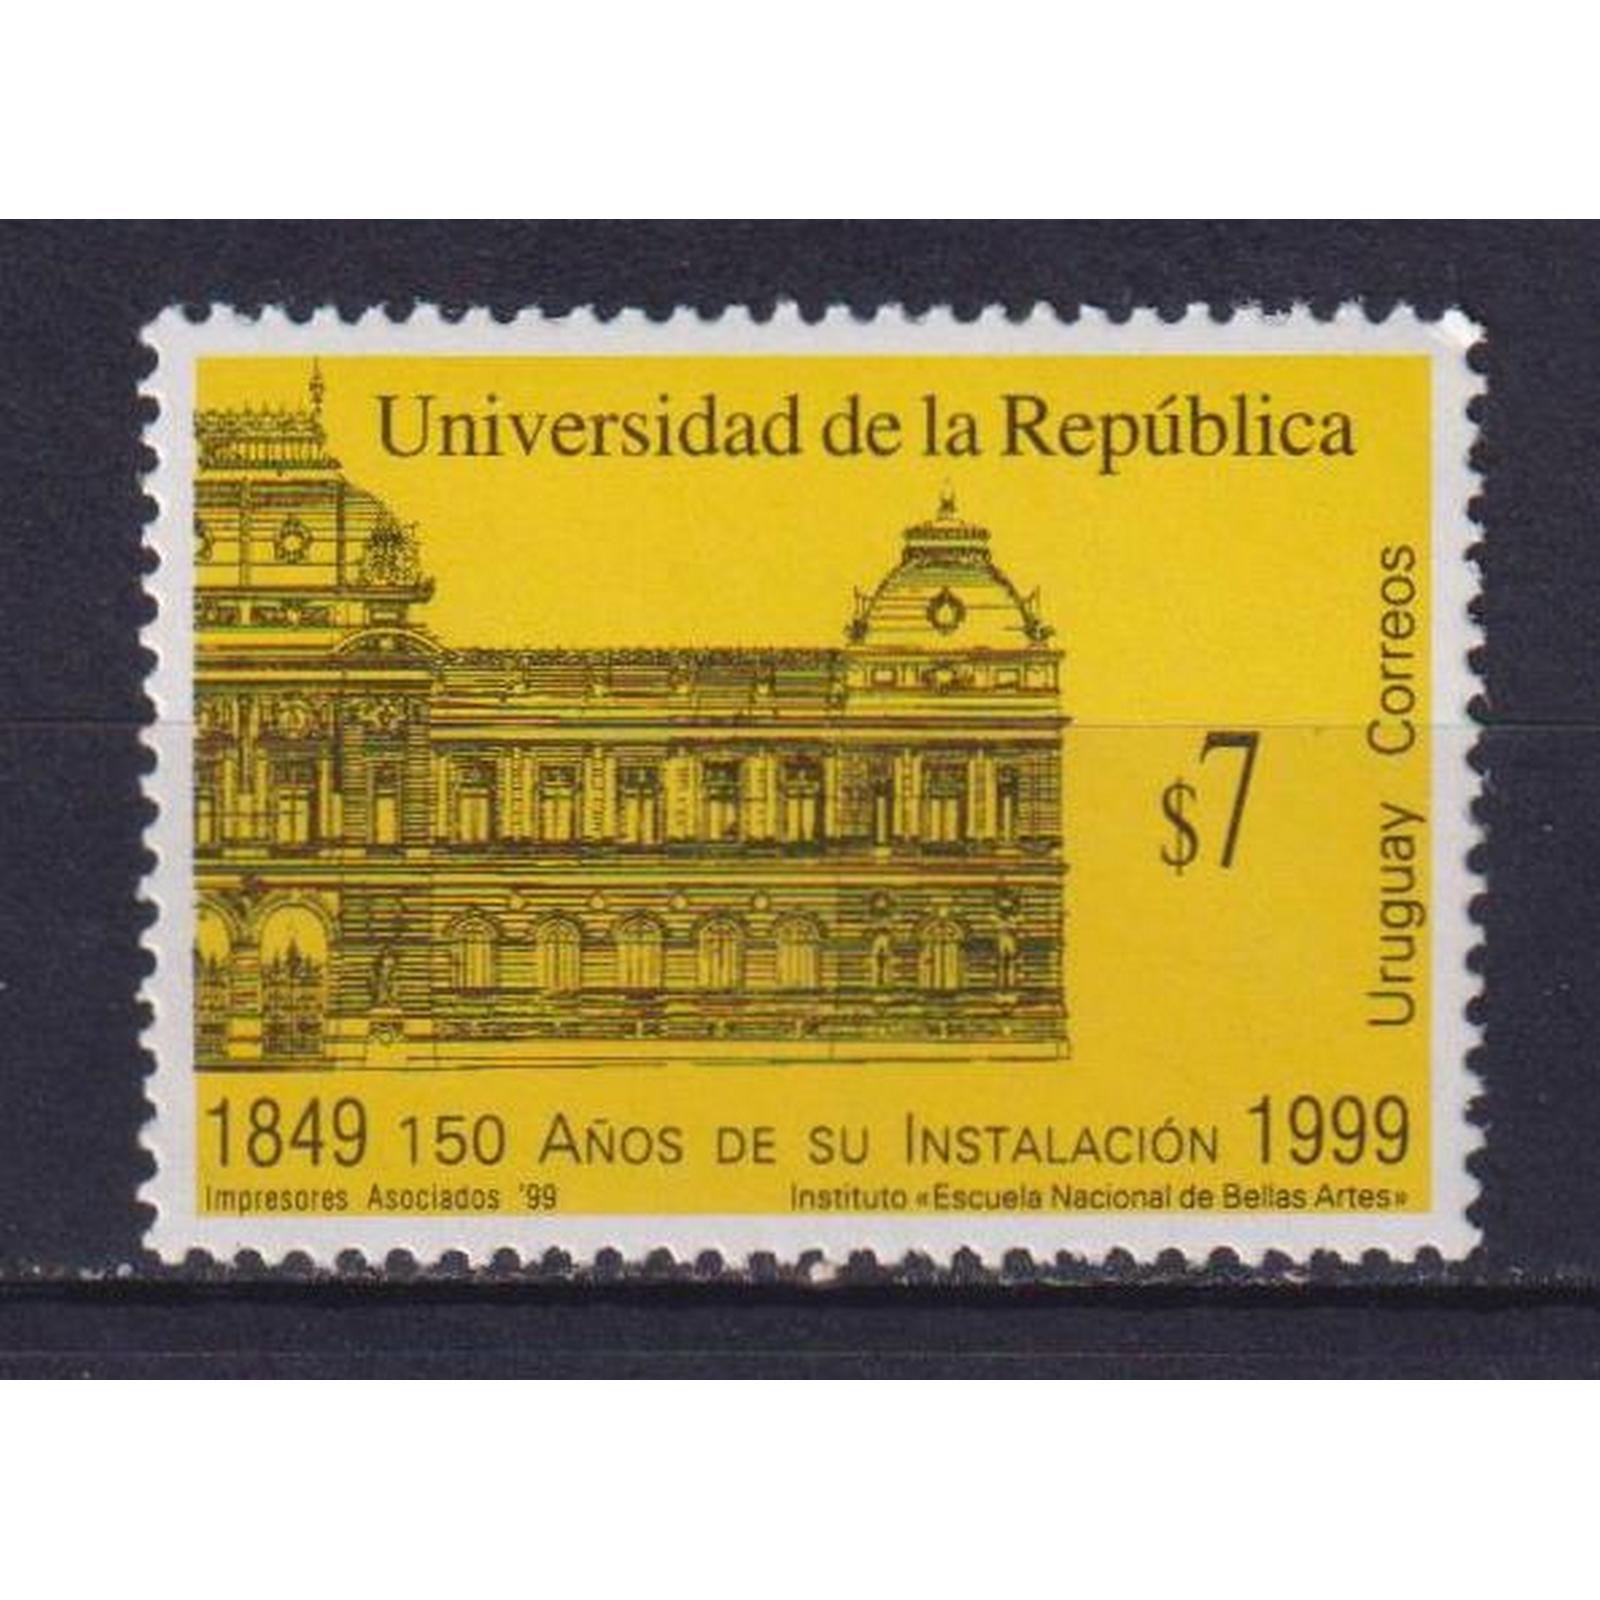 Universidad de la República
$7
Uruguay Correos
1849 150 AÑOS DE SU INSTALACIÓN 1999
Impresores Asociados '99
Instituto «Escuela Nacional de Bellas Artes»